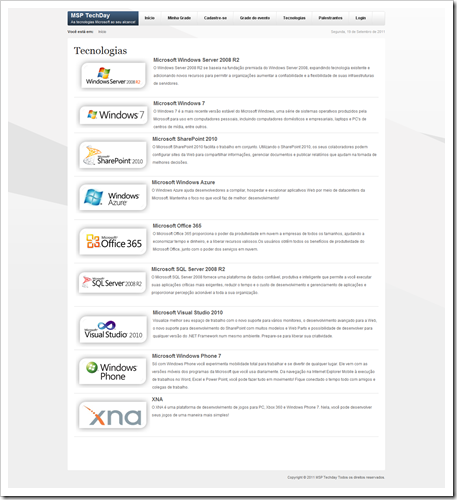 MSP TechDay
As tecnologias Microsoft ao seu alcance!
Início Minha Grade Cadastre-se Grade do evento Tecnologias Palestrantes Login
Você está em: Inicial Segunda, 19 de Setembro de 2011
Tecnologias
Windows Server 2008 R2
Microsoft Windows Server 2008 R2
O Windows Server 2008 R2 se baseia na fundação premiada do Windows Server 2008, expandindo tecnologia existente e
adicionando novos recursos para permitir a organizações aumentar a confiabilidade e a flexibilidade de suas infraestruturas
de servidores.
Windows 7
Microsoft Windows 7
O Windows 7 é a mais recente versão estável do Microsoft Windows, uma série de sistemas operativos produzidos pela
Microsoft para uso em computadores pessoais, incluindo computadores domésticos e empresariais, laptops e PC's de
centros de mídia, entre outros.
Microsoft SharePoint 2010
Microsoft SharePoint 2010
O Microsoft SharePoint 2010 facilita o trabalho em conjunto. Utilizando o SharePoint 2010, os seus colaboradores podem
configurar sites da Web para compartilhar informações, gerenciar documentos e publicar relatórios que ajudam na tomada de
melhores decisões.
Windows Azure
Microsoft Windows Azure
O Windows Azure ajuda desenvolvedores a compilar, hospedar e escalonar aplicativos Web por meio de datacenters da
Microsoft. Mantenha o foco no que você faz de melhor: desenvolvimento!
Microsoft Office 365
Microsoft Office 365
O Microsoft Office 365 proporciona o poder da produtividade em nuvem a empresas de todos os tamanhos, ajudando a
economizar tempo e dinheiro, e a liberar recursos valiosos. Os usuários obtêm todos os benefícios de produtividade do
Microsoft Office, junto com o poder dos serviços em nuvem.
Microsoft SQL Server 2008 R2
Microsoft SQL Server 2008 R2
O Microsoft SQL Server 2008 fornece uma plataforma de dados confiável, produtiva e inteligente que permite a você executar
suas aplicações críticas mais exigentes, reduzir o tempo e o custo de desenvolvimento e gerenciamento de aplicações e
proporcionar percepção acionável a toda a sua organização.
Microsoft Visual Studio 2010
Microsoft Visual Studio 2010
Visualize melhor seu espaço de trabalho com o novo suporte para vários monitores, o desenvolvimento avançado para a Web,
o novo suporte para desenvolvimento do SharePoint com muitos modelos e Web Parts e possibilidade de desenvolver para
qualquer versão do .NET Framework num mesmo ambiente. Prepare-se para liberar sua criatividade.
Windows Phone
Microsoft Windows Phone 7
Só com Windows Phone você experimenta mobilidade total para trabalhar e se divertir de qualquer lugar. Ele vem com as
versões móveis dos programas da Microsoft que você usa diariamente. Da navegação na Internet Explorer Mobile à execução
de trabalhos no Word, Excel e Power Point, você pode fazer tudo em movimento! Fique conectado o tempo todo com amigos e
colegas de trabalho.
xna
XNA
O XNA é uma plataforma de desenvolvimento de jogos para PC, Xbox 360 e Windows Phone 7. Nela, você pode desenvolver
seus jogos de uma maneira mais simples!
Copyright © 2011 MSP Techday. Todos os direitos reservados.